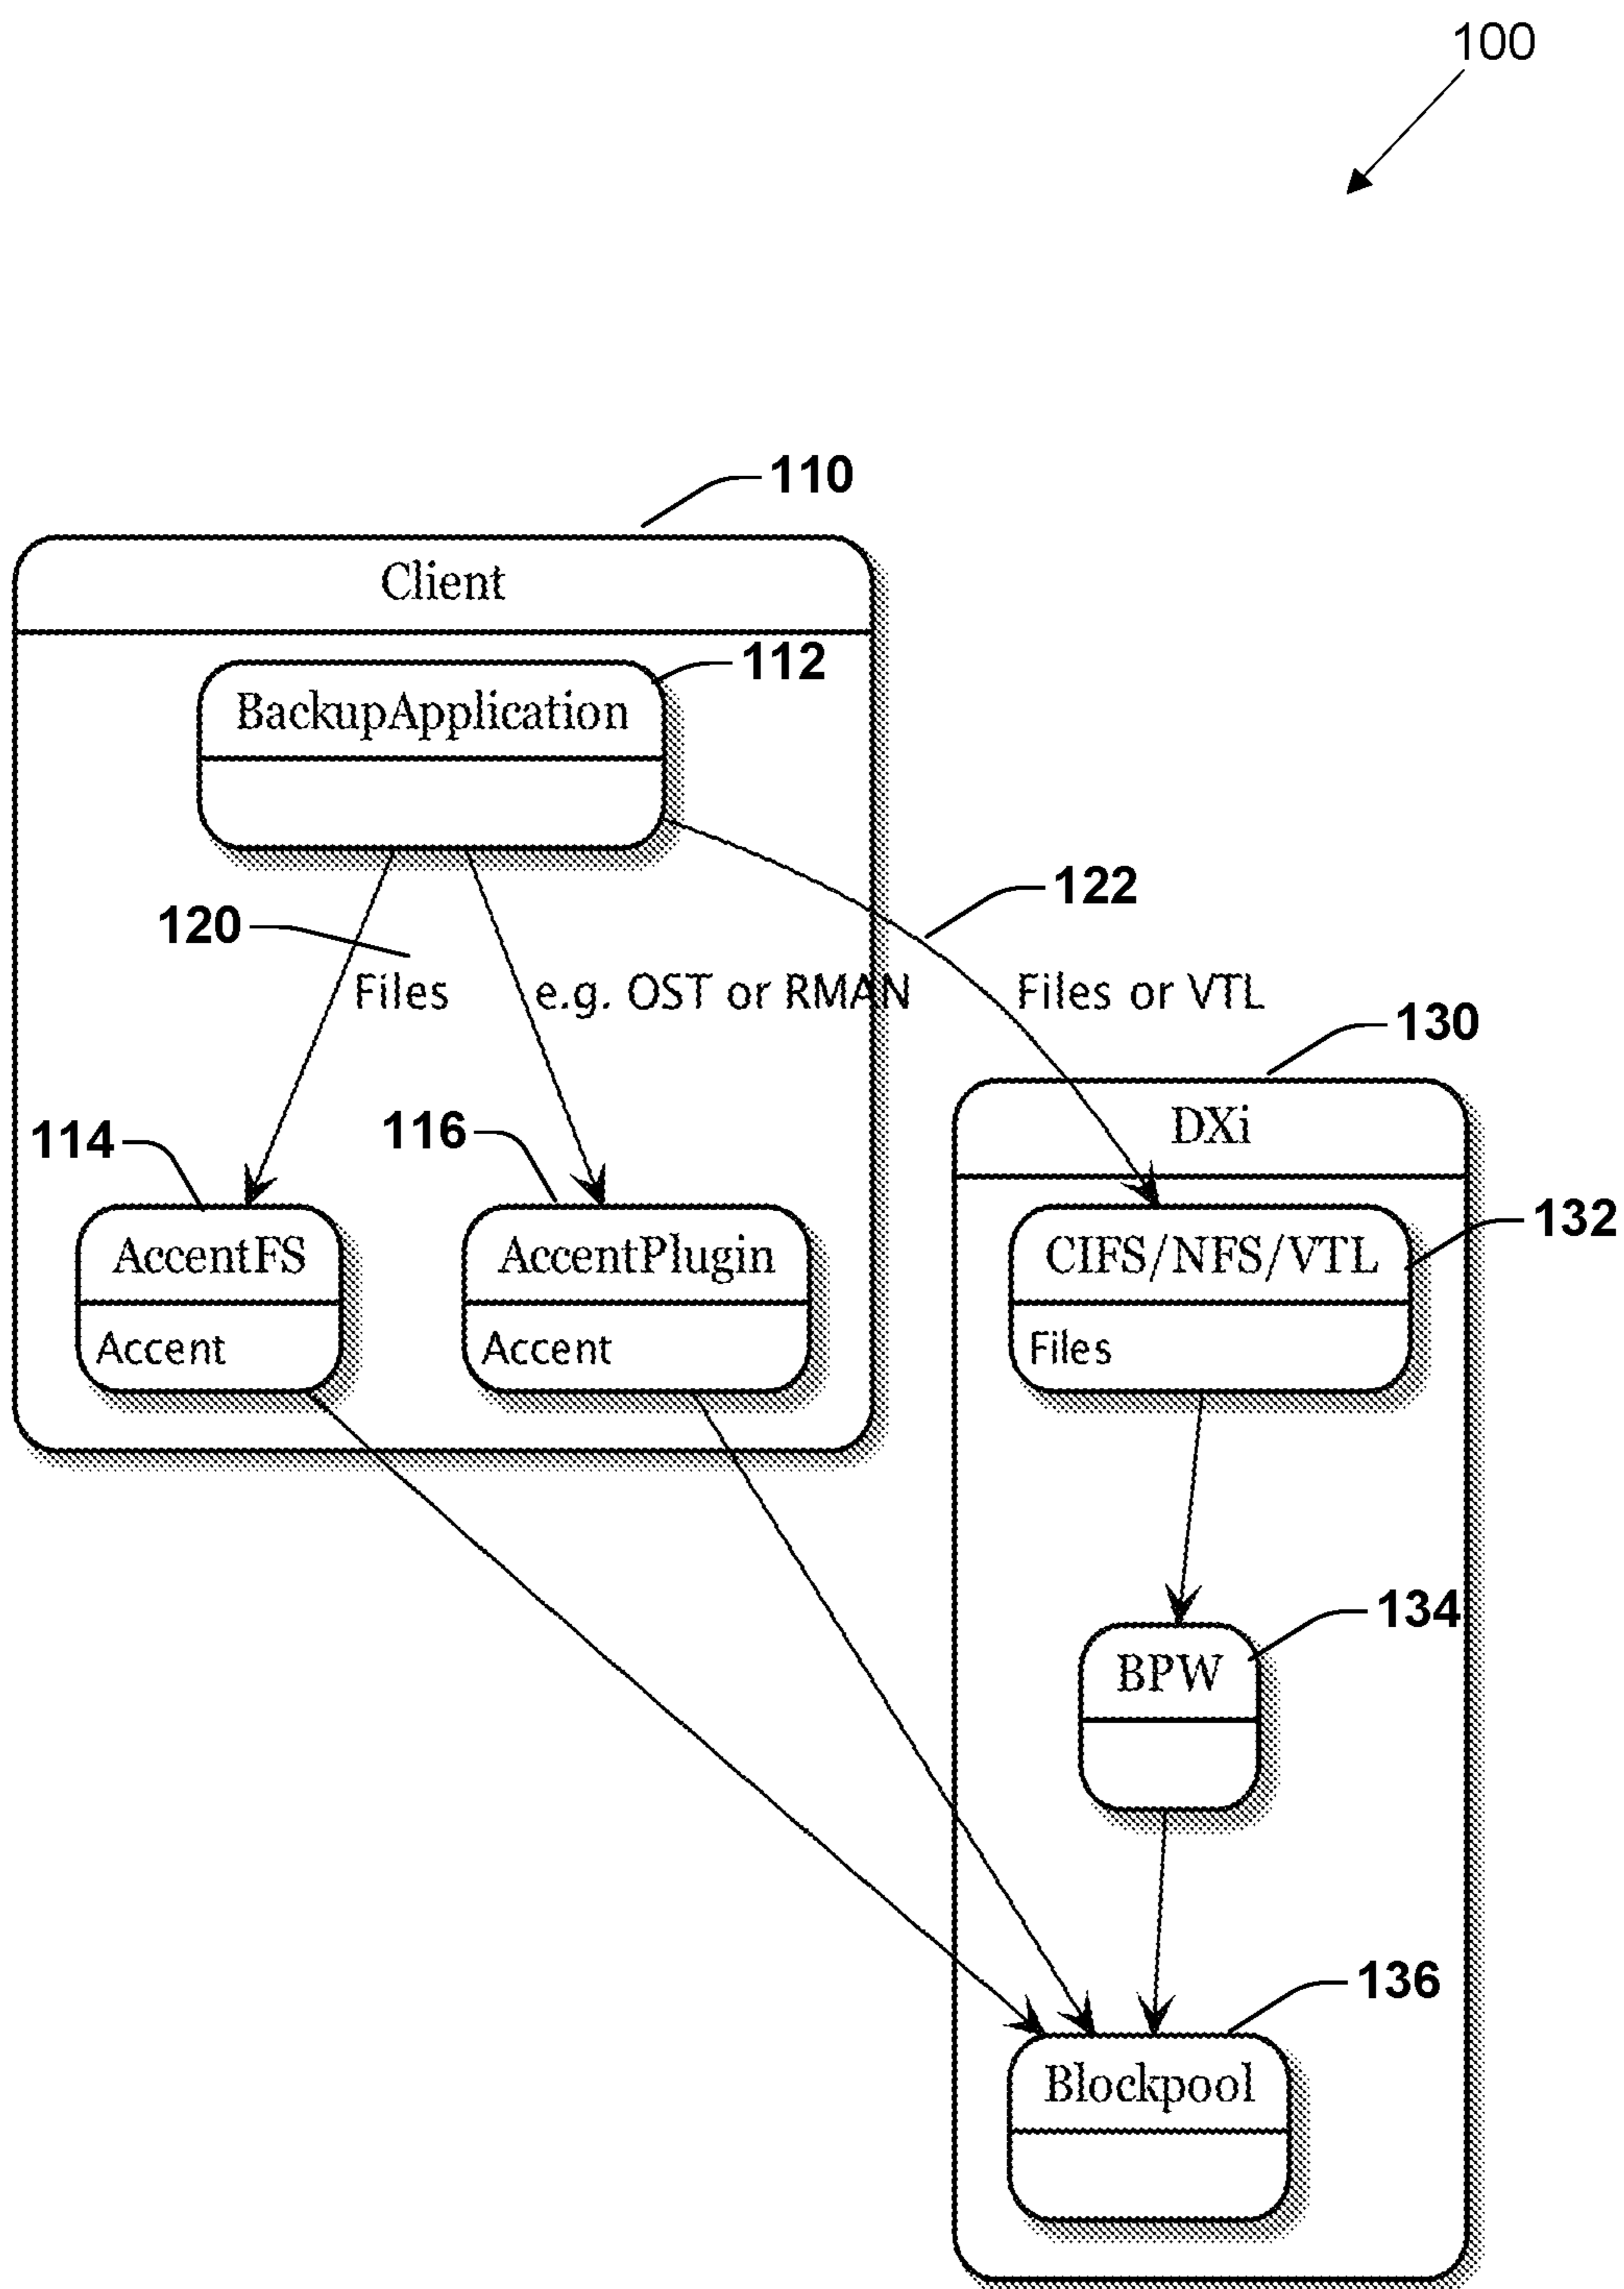 100
110
Client
112
BackupApplication
122
120
Files
e.g. OST or RMAN
Files or VTL
130
DXi
114
116
132
AccentFS
AccentPlugin
CIFS/NFS/VTL
Accent
Accent
Files
134
BPW
136
Blockpool